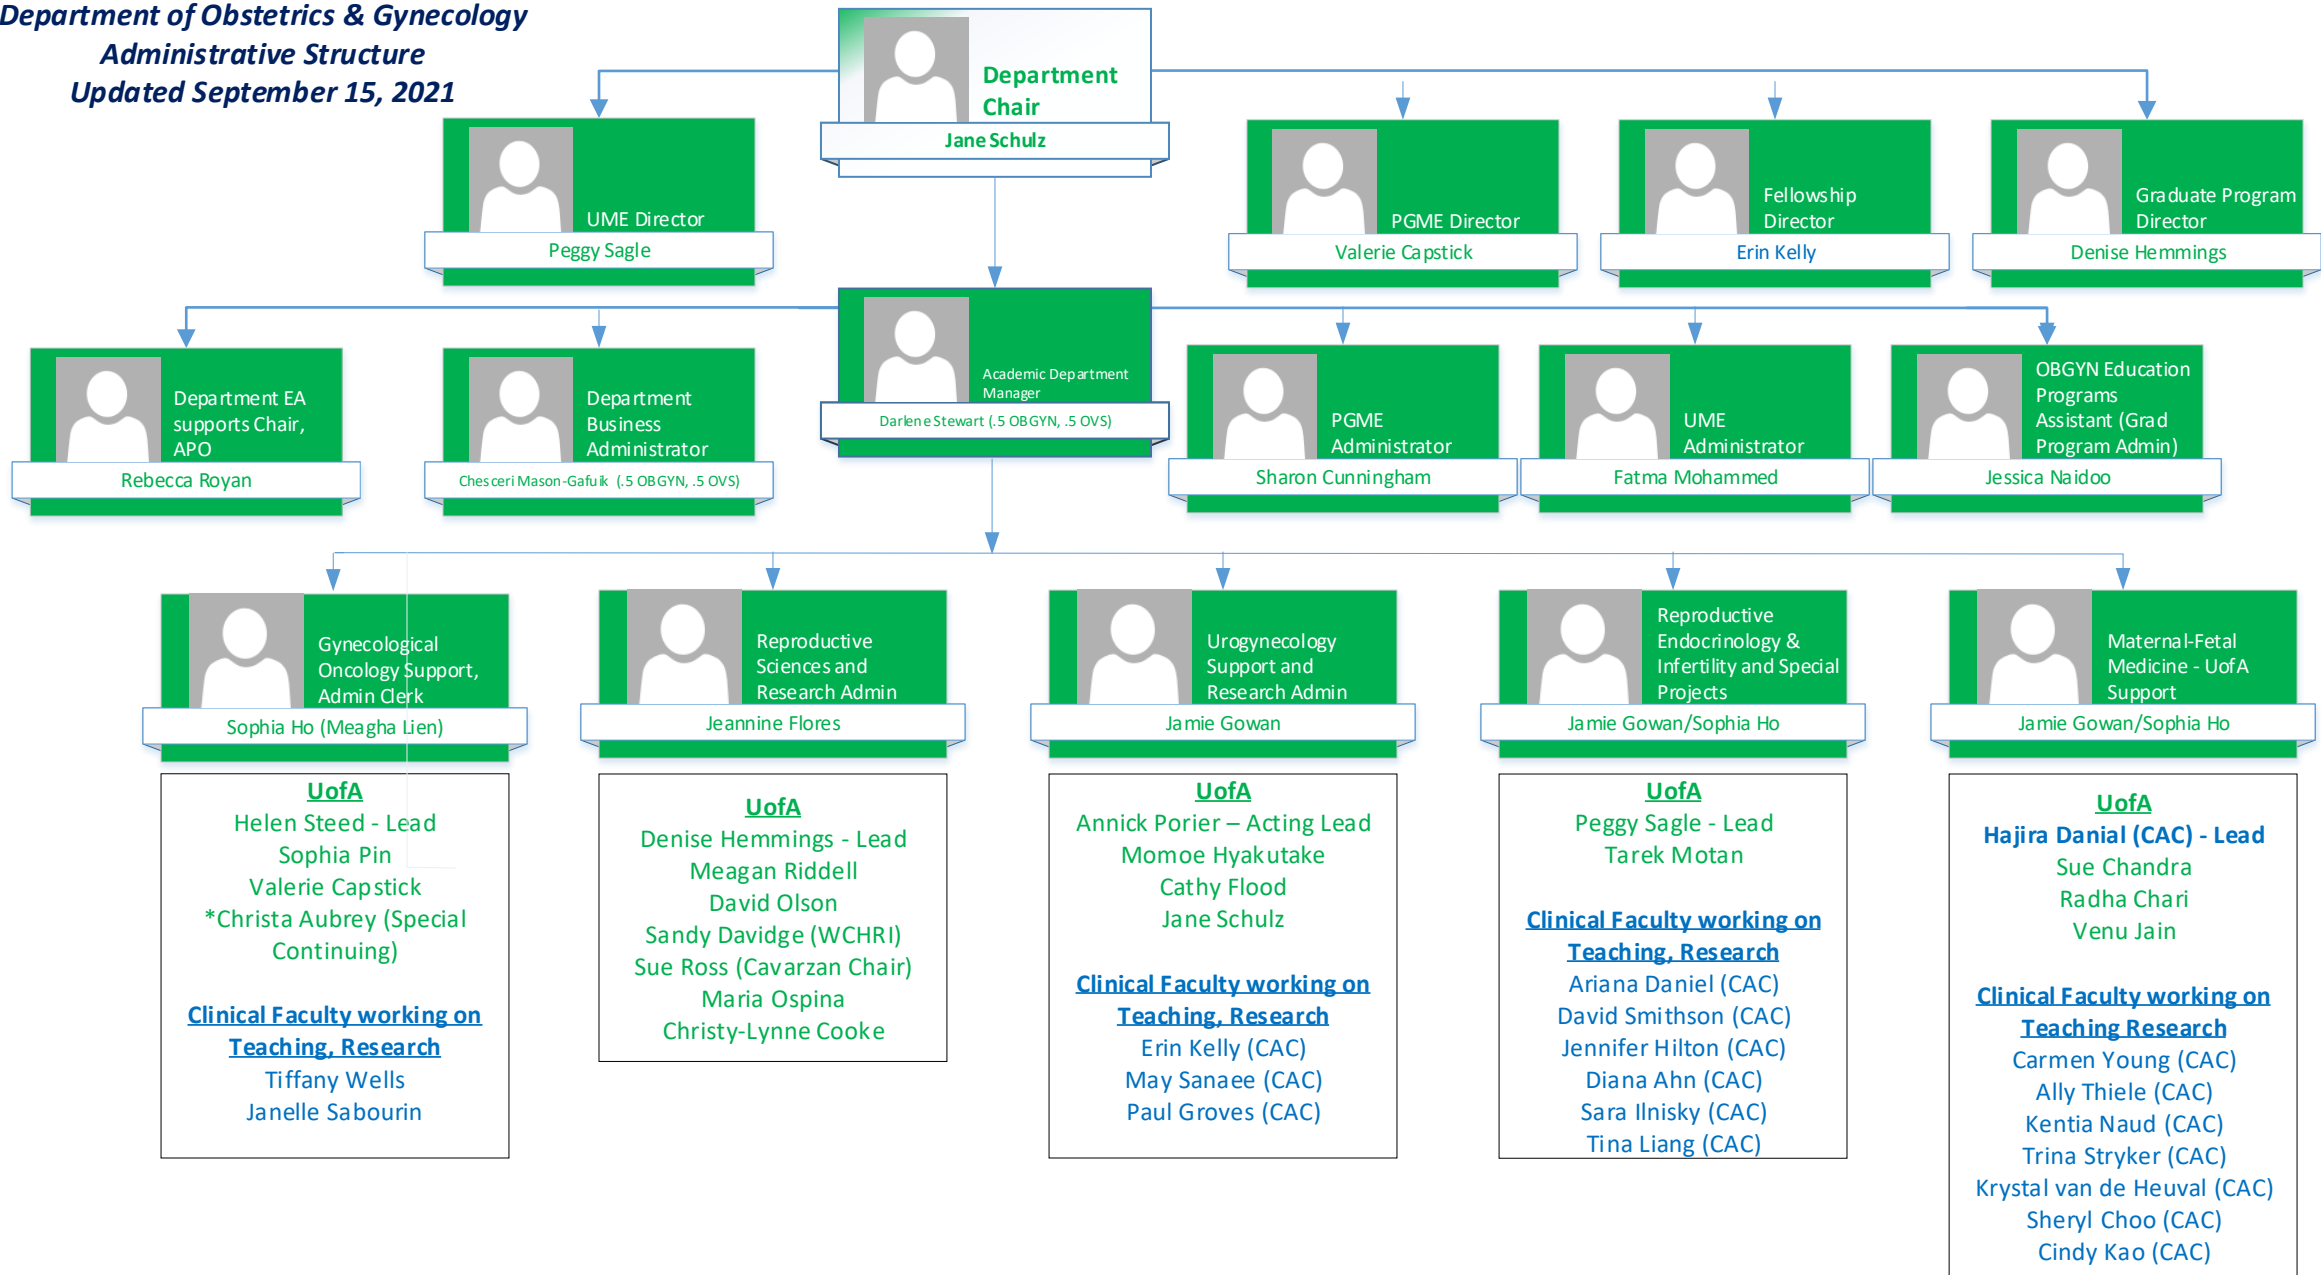 Department of Obstetrics & Gynecology
Administrative Structure
Updated September 15, 2021
Department
Chair
Jane Schulz
UME Director
Peggy Sagle
PGME Director
Valerie Capstick
Fellowship
Director
Erin Kelly
Graduate Program
Director
Denise Hemmings
Department EA
supports Chair,
APO
Rebecca Royan
Department
Business
Administrator
Chesceri Mason-Gafuik (.5 OBGYN, .5 OVS)
Academic Department
Manager
Darlene Stewart (.5 OBGYN, .5 OVS)
PGME
Administrator
Sharon Cunningham
UME
Administrator
Fatma Mohammed
OBGYN Education
Programs
Assistant (Grad
Program Admin)
Jessica Naidoo
Gynecological
Oncology Support,
Admin Clerk
Sophia Ho (Meagha Lien)
Reproductive
Sciences and
Research Admin
Jeannine Flores
Urogynecology
Support and
Research Admin
Jamie Gowan
Reproductive
Endocrinology &
Infertility and Special
Projects
Jamie Gowan/Sophia Ho
Maternal-Fetal
Medicine - UofA
Support
Jamie Gowan/Sophia Ho
UofA
Helen Steed - Lead
Sophia Pin
Valerie Capstick
*Christa Aubrey (Special
Continuing)
Clinical Faculty working on
Teaching, Research
Tiffany Wells
Janelle Sabourin
UofA
Denise Hemmings - Lead
Meagan Riddell
David Olson
Sandy Davidge (WCHRI)
Sue Ross (Cavarzan Chair)
Maria Ospina
Christy-Lynne Cooke
UofA
Annick Porier – Acting Lead
Momoe Hyakutake
Cathy Flood
Jane Schulz
Clinical Faculty working on
Teaching, Research
Erin Kelly (CAC)
May Sanaee (CAC)
Paul Groves (CAC)
UofA
Peggy Sagle - Lead
Tarek Motan
Clinical Faculty working on
Teaching, Research
Ariana Daniel (CAC)
David Smithson (CAC)
Jennifer Hilton (CAC)
Diana Ahn (CAC)
Sara Ilnisky (CAC)
Tina Liang (CAC)
UofA
Hajira Danial (CAC) - Lead
Sue Chandra
Radha Chari
Venu Jain
Clinical Faculty working on
Teaching Research
Carmen Young (CAC)
Ally Thiele (CAC)
Kentia Naud (CAC)
Trina Stryker (CAC)
Krystal van de Heuval (CAC)
Sheryl Choo (CAC)
Cindy Kao (CAC)